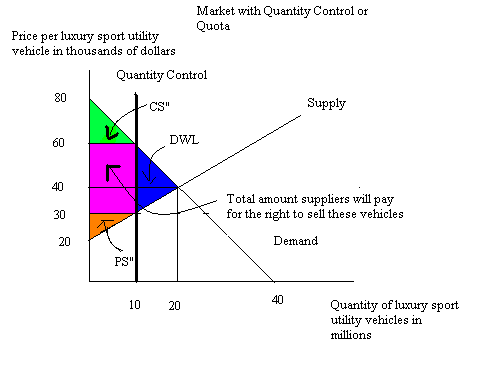 Market with Quantity Control or
Quota
Price per luxury sport utility
vehicle in thousands of dollars
Quantity Control
80
CS"
Supply
60
DWL
40
Total amount suppliers will pay
for the right to sell these vehicles
30
20
Demand
PS"
10
20
40
Quantity of luxury sport
utility vehicles in
millions